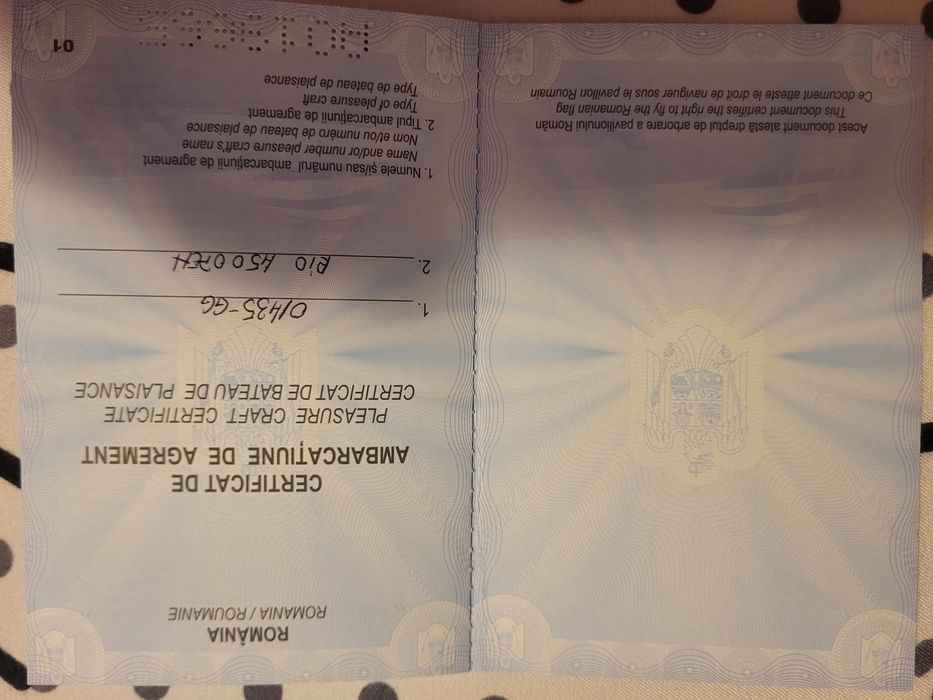 Acest document atestă dreptul de arborare a pavilionului Român
This document certifies the right to fly the Romanian flag
Ce document atteste le droit de naviguer sous le pavillon Roumain
ROMÂNIA
ROMANIA / ROUMANIE
CERTIFICAT DE
AMBARCAȚIUNE DE AGREMENT
PLEASURE CRAFT CERTIFICATE
CERTIFICAT DE BATEAU DE PLAISANCE
1. 01435-GG
2. RiO 450 OPEN
1. Numele și/sau numărul ambarcațiunii de agrement
Name and/or number pleasure craft's name
Nom et/ou numéro de bateau de plaisance
2. Tipul ambarcațiunii de agrement
Type of pleasure craft
Type de bateau de plaisance
01